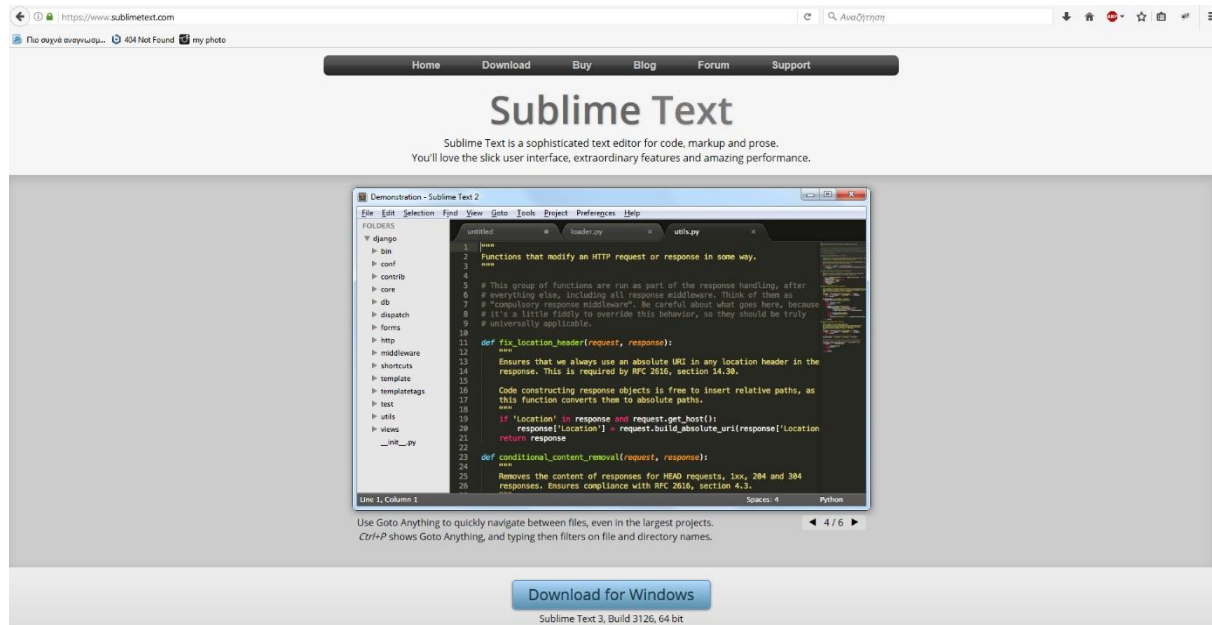 https://www.sublimetext.com
Αναζήτηση
ABP
Πιο συχνά αναγνωσμ... 404 Not Found my photo
Home Download Buy Blog Forum Support
Sublime Text
Sublime Text is a sophisticated text editor for code, markup and prose.
You'll love the slick user interface, extraordinary features and amazing performance.
Demonstration - Sublime Text 2
File Edit Selection Find View Goto Tools Project Preferences Help
FOLDERS
django
bin
conf
contrib
core
db
dispatch
forms
http
middleware
shortcuts
template
templatetags
test
utils
views
__init__.py
untitled loader.py x utils.py x
1 """
2 Functions that modify an HTTP request or response in some way.
3 """
4
5 # This group of functions are run as part of the response handling, after
6 # everything else, including all response middleware. Think of them as
7 # "compulsory response middleware". Be careful about what goes here, because
8 # it's a little fiddly to override this behavior, so they should be truly
9 # universally applicable.
10
11 def fix_location_header(request, response):
12 """
13 Ensures that we always use an absolute URI in any location header in the
14 response. This is required by RFC 2616, section 14.30.
15
16 Code constructing response objects is free to insert relative paths, as
17 this function converts them to absolute paths.
18 """
19 if 'Location' in response and request.get_host():
20 response['Location'] = request.build_absolute_uri(response['Location
21 return response
22
23 def conditional_content_removal(request, response):
24 """
25 Removes the content of responses for HEAD requests, 1xx, 204 and 304
26 responses. Ensures compliance with RFC 2616, section 4.3.
Line 1, Column 1 Spaces: 4 Python
Use Goto Anything to quickly navigate between files, even in the largest projects.
Ctrl+P shows Goto Anything, and typing then filters on file and directory names.
4 / 6
Download for Windows
Sublime Text 3, Build 3126, 64 bit